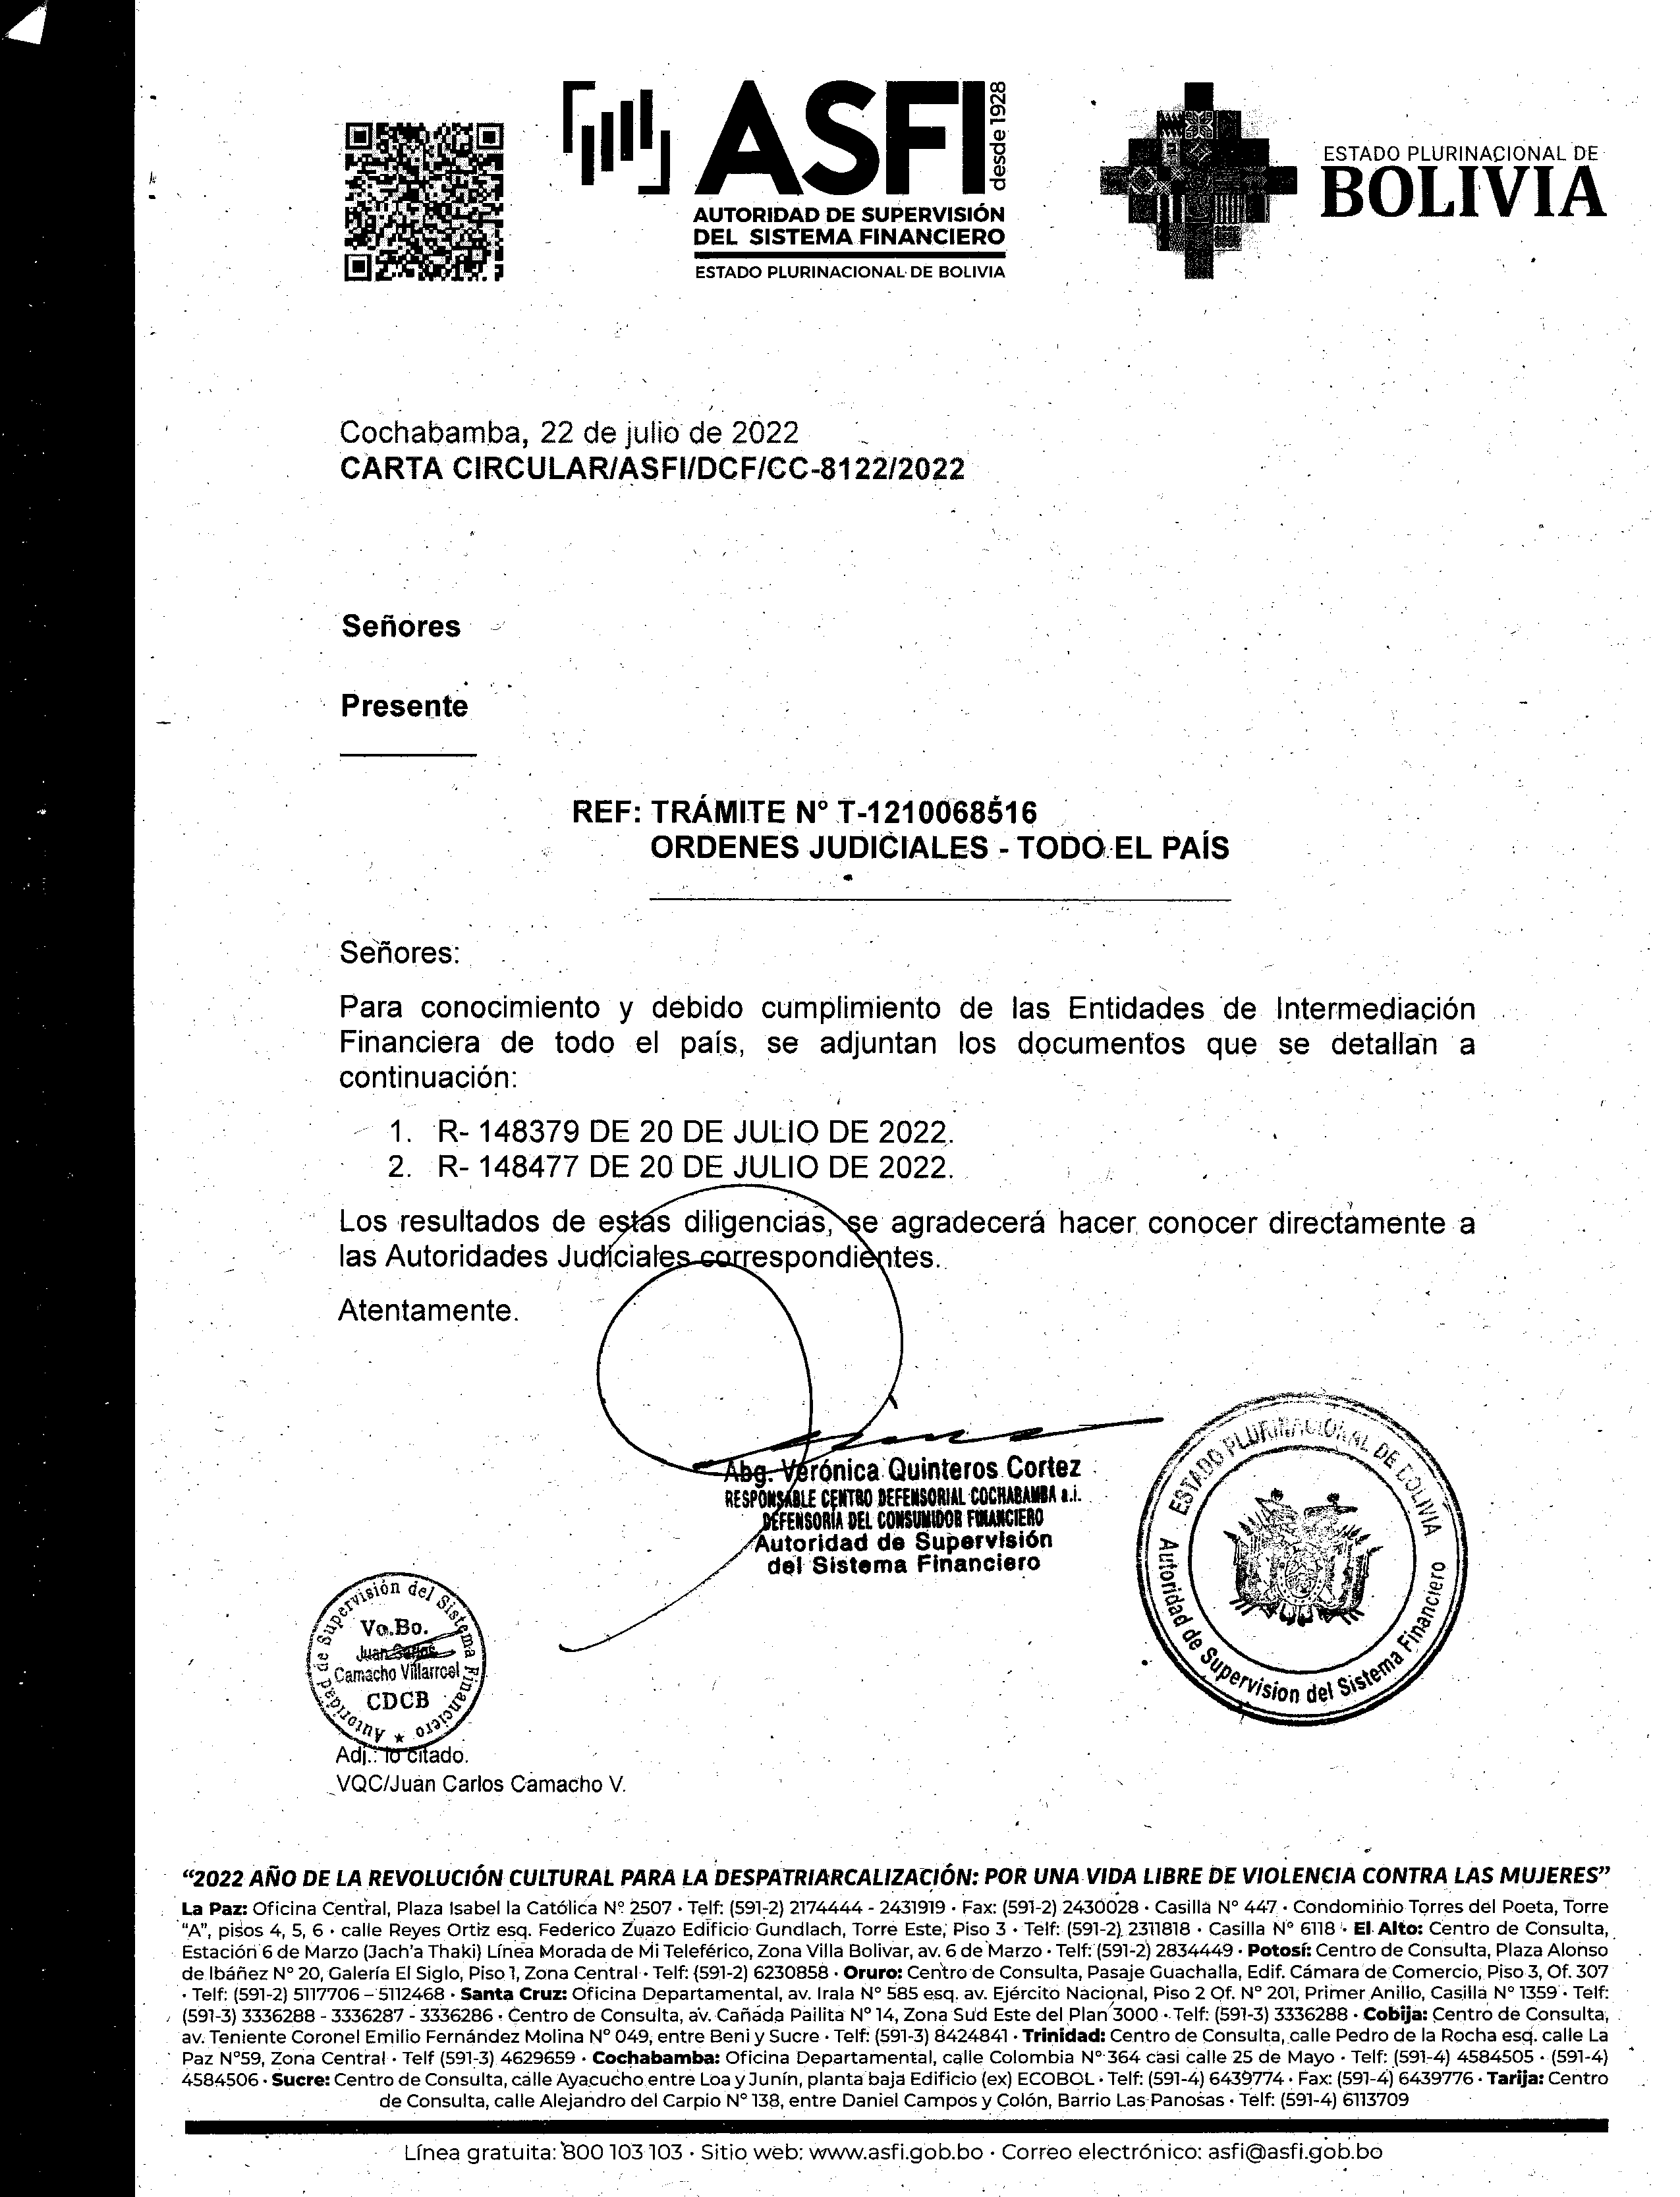 ASFI
desde 1928
AUTORIDAD DE SUPERVISIÓN
DEL SISTEMA FINANCIERO
ESTADO PLURINACIONAL DE BOLIVIA
ESTADO PLURINACIONAL DE
BOLIVIA
Cochabamba, 22 de julio de 2022
CARTA CIRCULAR/ASFI/DCF/CC-8122/2022
Señores
Presente
REF: TRÁMITE Nº T-1210068516
ORDENES JUDICIALES - TODO EL PAÍS
Señores:
Para conocimiento y debido cumplimiento de las Entidades de Intermediación
Financiera de todo el país, se adjuntan los documentos que se detallan a
continuación:
1. R- 148379 DE 20 DE JULIO DE 2022.
2. R- 148477 DE 20 DE JULIO DE 2022.
Los resultados de estas diligencias, se agradecerá hacer conocer directamente a
las Autoridades Judiciales correspondientes.
Atentamente.
Abg. Verónica Quinteros Cortez
RESPONSABLE CENTRO DEFENSORIAL COCHABAMBA a.i.
DEFENSORIA DEL CONSUMIDOR FINANCIERO
Autoridad de Supervisión
del Sistema Financiero
ESTADO PLURINACIONAL DE BOLIVIA
Autoridad de Supervision del Sistema Financiero
Autoridad de Supervisión del Sistema Financiero
Vo.Bo.
Juan Carlos
Camacho Villarroel
CDCB
Adj.: lo citado.
VQC/Juan Carlos Camacho V.
“2022 AÑO DE LA REVOLUCIÓN CULTURAL PARA LA DESPATRIARCALIZACIÓN: POR UNA VIDA LIBRE DE VIOLENCIA CONTRA LAS MUJERES”
La Paz: Oficina Central, Plaza Isabel la Católica Nº 2507 · Telf: (591-2) 2174444 - 2431919 · Fax: (591-2) 2430028 · Casilla Nº 447 · Condominio Torres del Poeta, Torre
“A”, pisos 4, 5, 6 · calle Reyes Ortiz esq. Federico Zuazo Edificio Gundlach, Torre Este, Piso 3 · Telf: (591-2) 2311818 · Casilla Nº 6118 · El Alto: Centro de Consulta,
Estación 6 de Marzo (Jach’a Thaki) Línea Morada de Mi Teleférico, Zona Villa Bolivar, av. 6 de Marzo · Telf: (591-2) 2834449 · Potosí: Centro de Consulta, Plaza Alonso
de Ibáñez Nº 20, Galería El Siglo, Piso 1, Zona Central · Telf: (591-2) 6230858 · Oruro: Centro de Consulta, Pasaje Guachalla, Edif. Cámara de Comercio, Piso 3, Of. 307
· Telf: (591-2) 5117706 – 5112468 · Santa Cruz: Oficina Departamental, av. Irala Nº 585 esq. av. Ejército Nacional, Piso 2 Of. Nº 201, Primer Anillo, Casilla Nº 1359 · Telf:
(591-3) 3336288 - 3336287 - 3336286 · Centro de Consulta, av. Cañada Pailita Nº 14, Zona Sud Este del Plan 3000 · Telf: (591-3) 3336288 · Cobija: Centro de Consulta,
av. Teniente Coronel Emilio Fernández Molina Nº 049, entre Beni y Sucre · Telf: (591-3) 8424841 · Trinidad: Centro de Consulta, calle Pedro de la Rocha esq. calle La
Paz Nº59, Zona Central · Telf (591-3) 4629659 · Cochabamba: Oficina Departamental, calle Colombia Nº 364 casi calle 25 de Mayo · Telf: (591-4) 4584505 · (591-4)
4584506 · Sucre: Centro de Consulta, calle Ayacucho entre Loa y Junín, planta baja Edificio (ex) ECOBOL · Telf: (591-4) 6439774 · Fax: (591-4) 6439776 · Tarija: Centro
de Consulta, calle Alejandro del Carpio Nº 138, entre Daniel Campos y Colón, Barrio Las Panosas · Telf: (591-4) 6113709
Línea gratuita: 800 103 103 · Sitio web: www.asfi.gob.bo · Correo electrónico: asfi@asfi.gob.bo